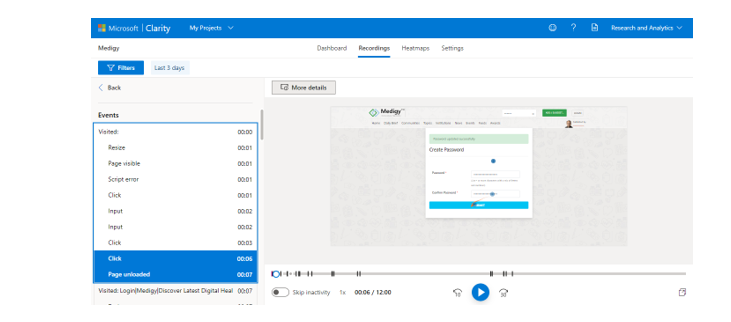 Microsoft | Clarity My Projects Research and Analytics
Medigy Dashboard Recordings Heatmaps Settings
Filters Last 3 days
Back
More details
Events
Visited: 00:00
Resize 00:01
Page visible 00:01
Script error 00:01
Click 00:01
Input 00:02
Input 00:02
Click 00:03
Click 00:06
Page unloaded 00:07
Visited: Login|Medigy|Discover Latest Digital Heal 00:07
Medigy
Create Password
Password
Confirm Password
Skip inactivity 1x 00:06 / 12:00 10 30